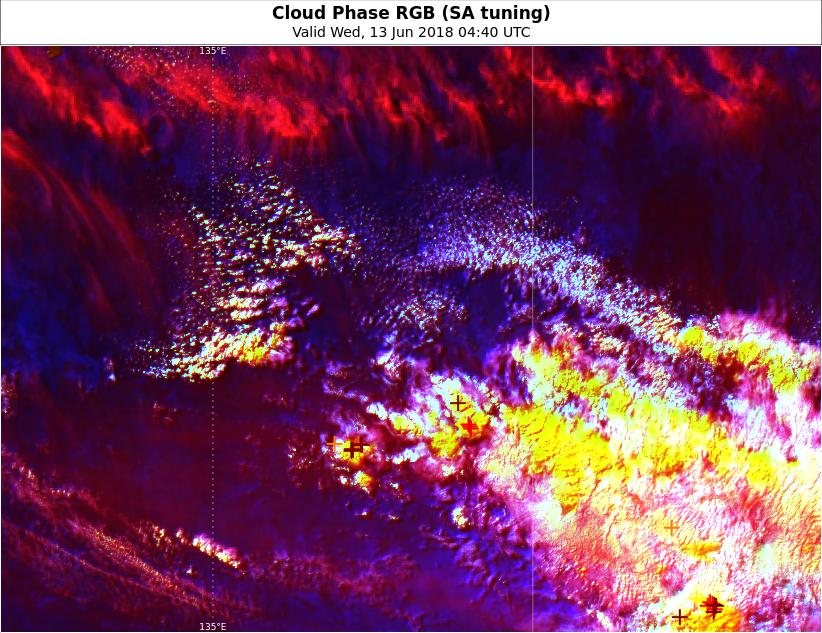 Cloud Phase RGB (SA tuning)
Valid Wed, 13 Jun 2018 04:40 UTC
135°E
135°E